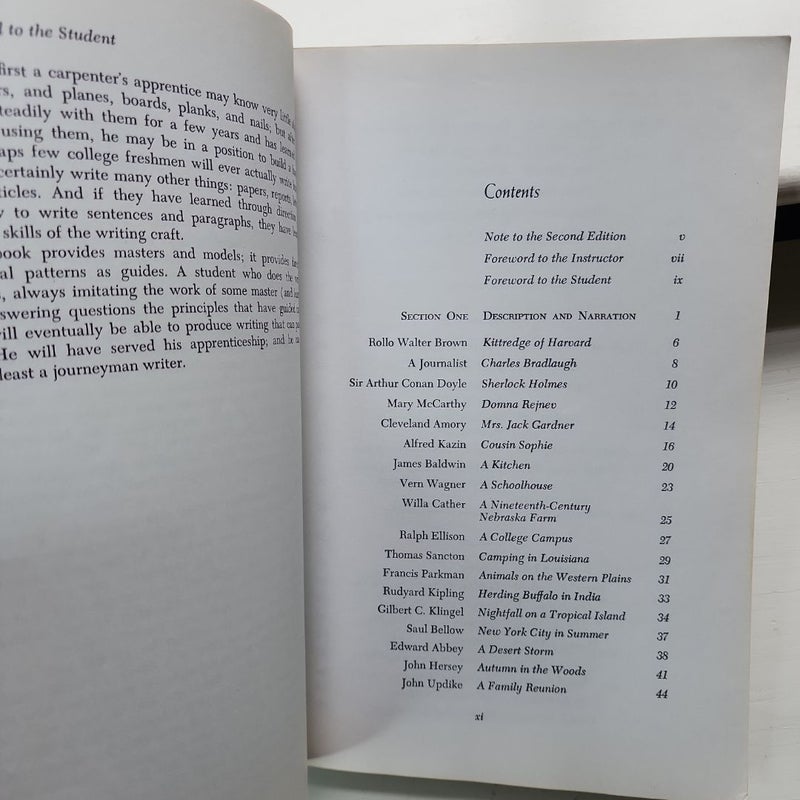 l to the Student
first a carpenter's apprentice may know very little
rs, and planes, boards, planks, and nails; but
teadily with them for a few years and has learned
using them, he may be in a position to build a
aps few college freshmen will ever actually write
certainly write many other things: papers, reports,
ticles. And if they have learned through direction
y to write sentences and paragraphs, they have
skills of the writing craft.
book provides masters and models; it provides
al patterns as guides. A student who does the
, always imitating the work of some master (and
nswering questions the principles that have guided
vill eventually be able to produce writing that can
He will have served his apprenticeship; and he
least a journeyman writer.
Contents
Note to the Second Edition v
Foreword to the Instructor vii
Foreword to the Student ix
Section One Description and Narration 1
Rollo Walter Brown Kittredge of Harvard 6
A Journalist Charles Bradlaugh 8
Sir Arthur Conan Doyle Sherlock Holmes 10
Mary McCarthy Domna Rejnev 12
Cleveland Amory Mrs. Jack Gardner 14
Alfred Kazin Cousin Sophie 16
James Baldwin A Kitchen 20
Vern Wagner A Schoolhouse 23
Willa Cather A Nineteenth-Century
Nebraska Farm 25
Ralph Ellison A College Campus 27
Thomas Sancton Camping in Louisiana 29
Francis Parkman Animals on the Western Plains 31
Rudyard Kipling Herding Buffalo in India 33
Gilbert C. Klingel Nightfall on a Tropical Island 34
Saul Bellow New York City in Summer 37
Edward Abbey A Desert Storm 38
John Hersey Autumn in the Woods 41
John Updike A Family Reunion 44
xi